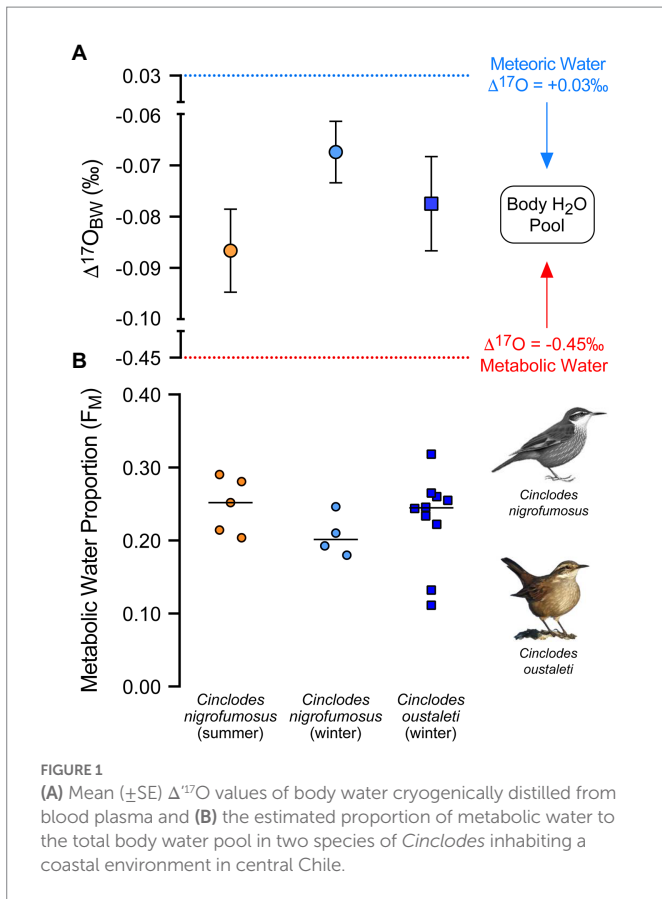 A
Meteoric Water
Δ17O = +0.03‰
0.03
-0.06
-0.07
-0.08
-0.09
-0.10
-0.45
Δ17OBW (‰)
Body H2O
Pool
Δ17O = -0.45‰
Metabolic Water
B
0.40
0.30
0.20
0.10
0.00
Metabolic Water Proportion (FM)
Cinclodes
nigrofumosus
Cinclodes
oustaleti
Cinclodes
nigrofumosus
(summer)
Cinclodes
nigrofumosus
(winter)
Cinclodes
oustaleti
(winter)
FIGURE 1
(A) Mean (±SE) Δ′17O values of body water cryogenically distilled from
blood plasma and (B) the estimated proportion of metabolic water to
the total body water pool in two species of Cinclodes inhabiting a
coastal environment in central Chile.